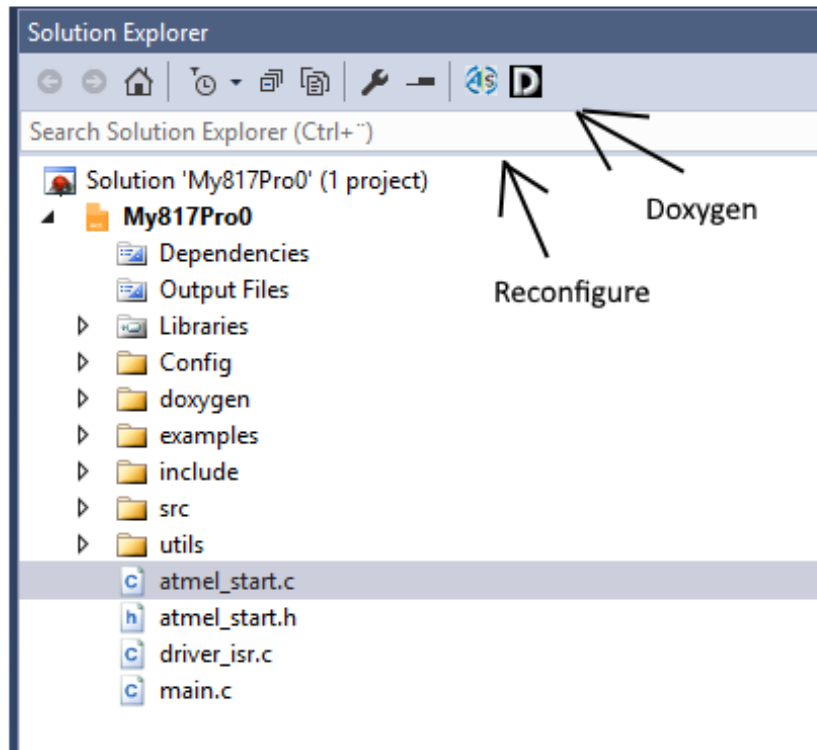 Solution Explorer
Search Solution Explorer (Ctrl+¨)
Solution 'My817Pro0' (1 project)
My817Pro0
Doxygen
Dependencies
Output Files
Reconfigure
Libraries
Config
doxygen
examples
include
src
utils
atmel_start.c
atmel_start.h
driver_isr.c
main.c